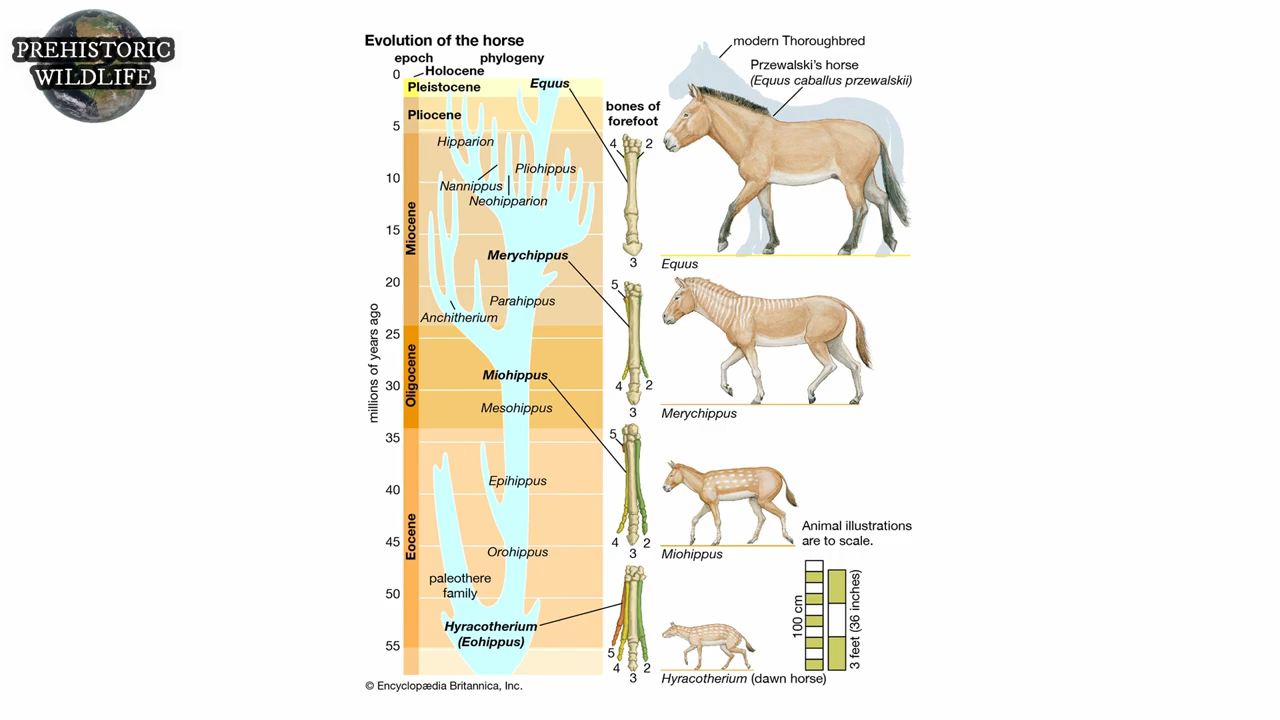 PREHISTORIC
WILDLIFE
Evolution of the horse
epoch
phylogeny
0
Holocene
Pleistocene
Pliocene
5
10
Miocene
15
20
millions of years ago
25
Oligocene
30
35
40
Eocene
45
50
55
Equus
Hipparion
Pliohippus
Nannippus
Neohipparion
Merychippus
Parahippus
Anchitherium
Miohippus
Mesohippus
Epihippus
Orohippus
paleothere
family
Hyracotherium
(Eohippus)
bones of
forefoot
4
2
3
5
4
2
3
5
4
2
3
5
4
2
3
modern Thoroughbred
Przewalski's horse
(Equus caballus przewalskii)
Equus
Merychippus
Miohippus
Animal illustrations
are to scale.
100 cm
3 feet (36 inches)
Hyracotherium (dawn horse)
© Encyclopædia Britannica, Inc.